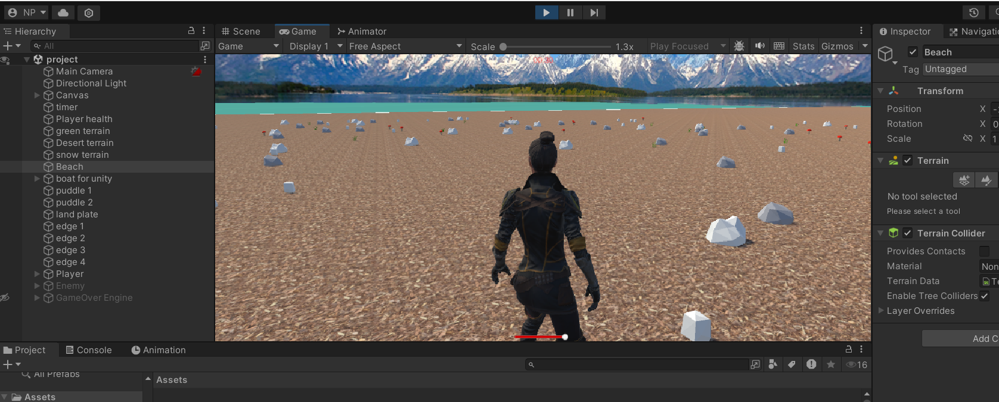 NP
Hierarchy
All
project
Main Camera
Directional Light
Canvas
timer
Player health
green terrain
Desert terrain
snow terrain
Beach
boat for unity
puddle 1
puddle 2
land plate
edge 1
edge 2
edge 3
edge 4
Player
Enemy
GameOver Engine
Scene Game Animator
Game Display 1 Free Aspect Scale 1.3x Play Focused Stats Gizmos
Inspector
Beach
Tag Untagged
Transform
Position X
Rotation X 0
Scale X 1
Terrain
No tool selected
Please select a tool
Terrain Collider
Provides Contacts
Material
Terrain Data
Enable Tree Colliders
Layer Overrides
Add
Project Console Animation
16
All Prefabs
Assets
Assets